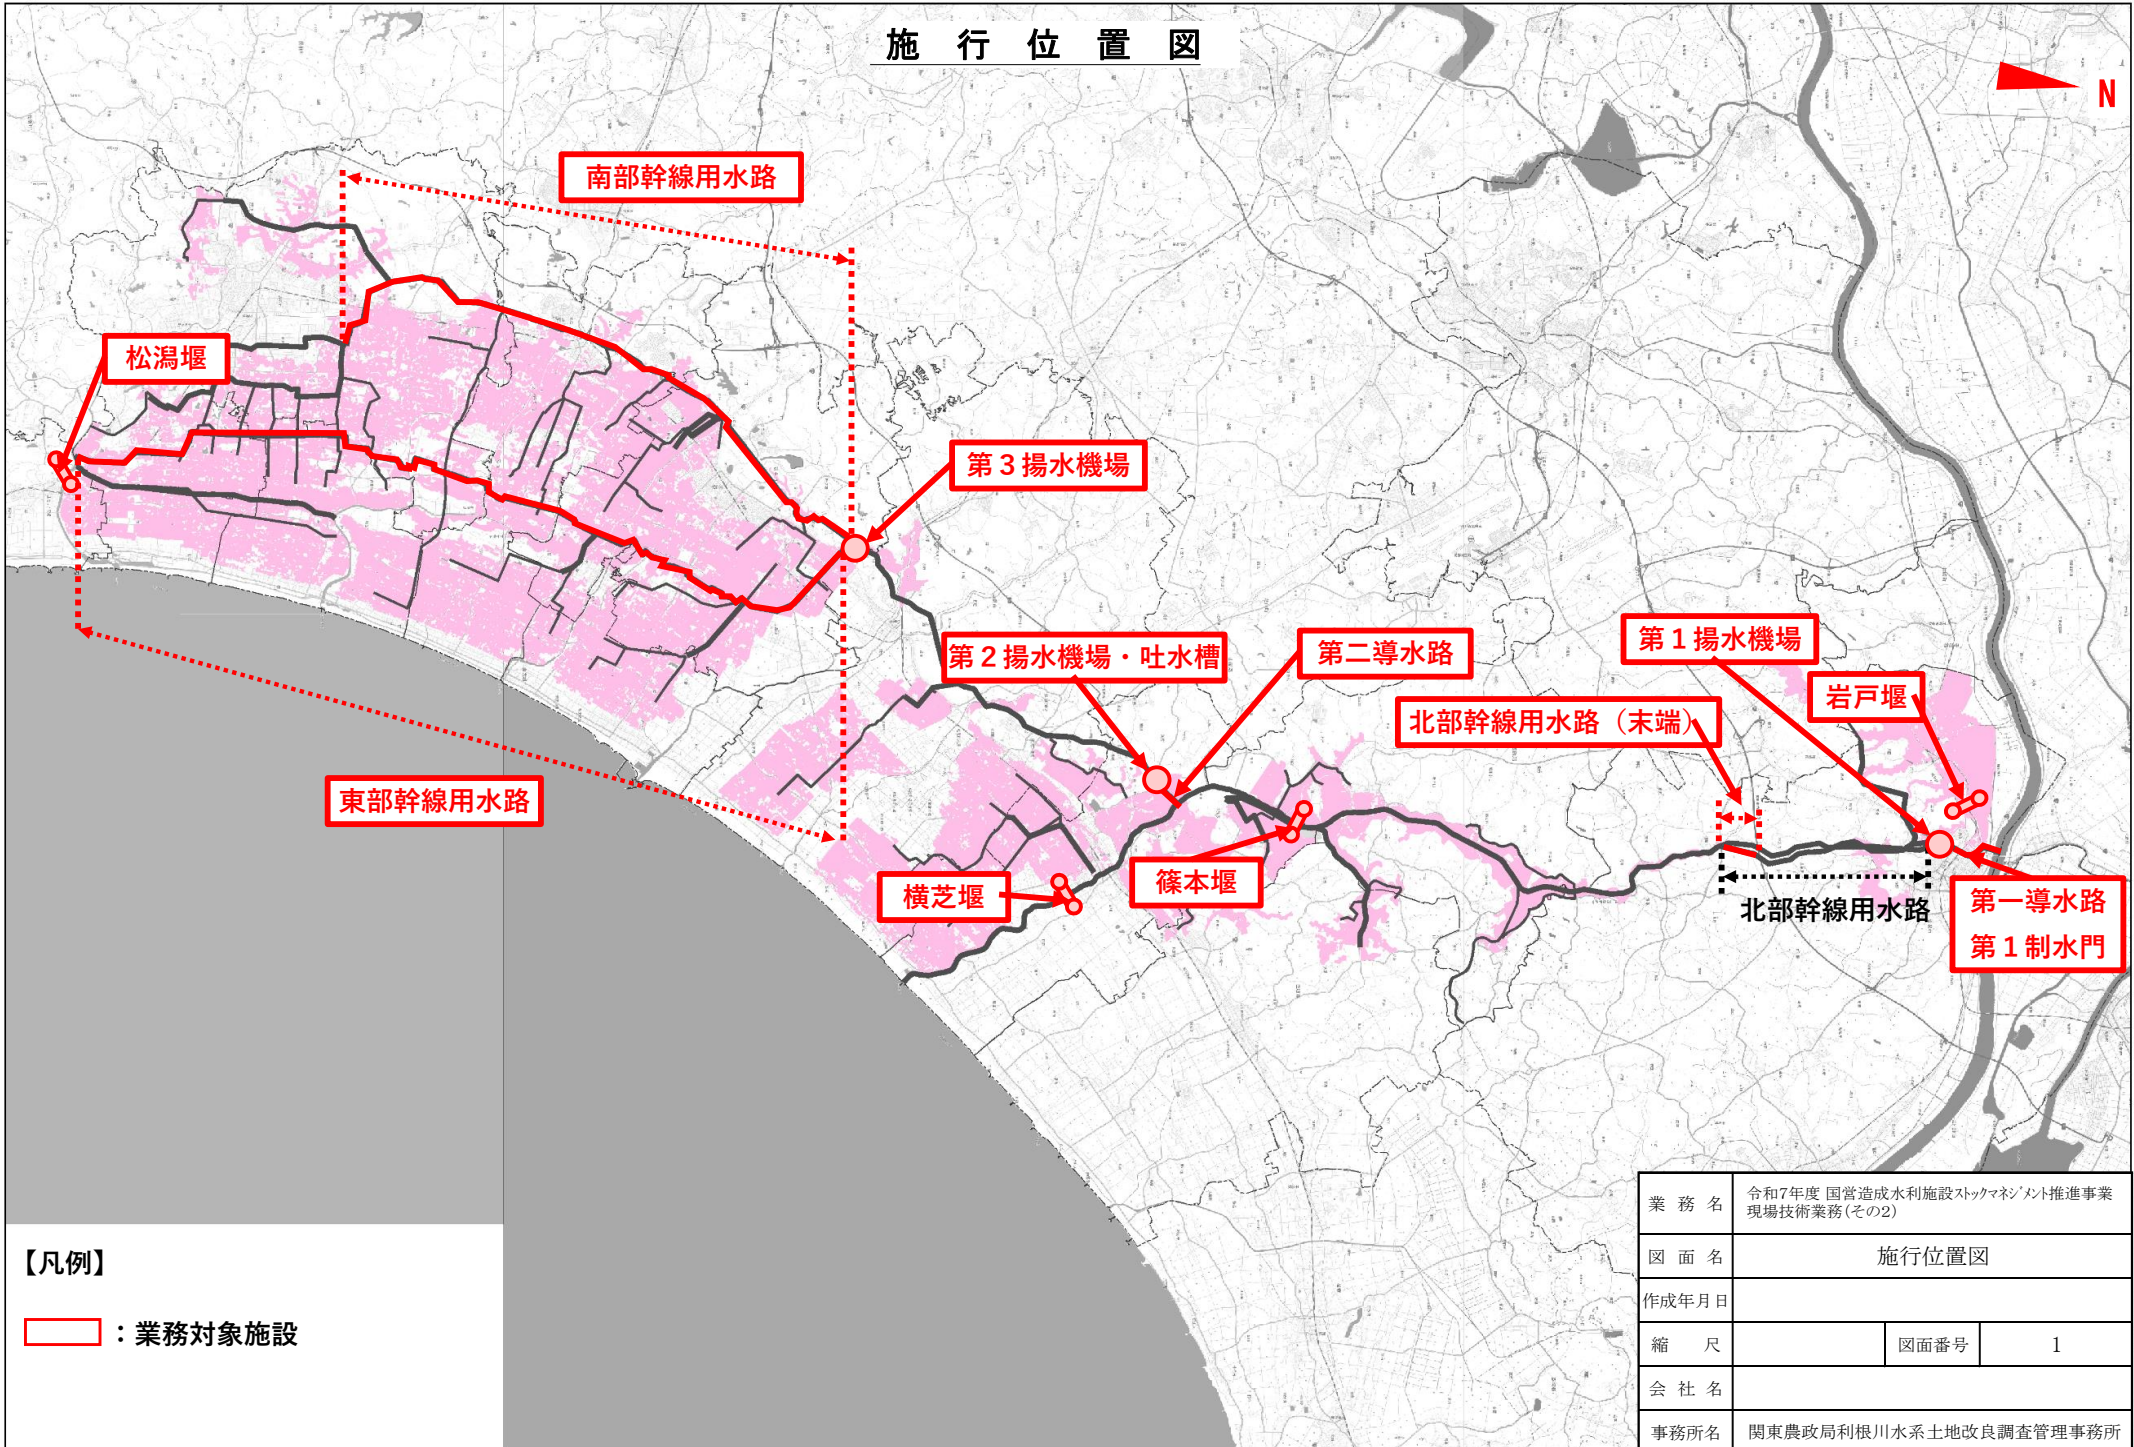 施行位置図
N
南部幹線用水路
松潟堰
第3揚水機場
第2揚水機場・吐水槽
第二導水路
第1揚水機場
岩戸堰
北部幹線用水路（末端）
東部幹線用水路
横芝堰
篠本堰
北部幹線用水路
第一導水路
第1制水門
【凡例】
：業務対象施設
業務名 令和7年度 国営造成水利施設ストックマネジメント推進事業
現場技術業務(その2)
図面名 施行位置図
作成年月日
縮尺 図面番号 1
会社名
事務所名 関東農政局利根川水系土地改良調査管理事務所